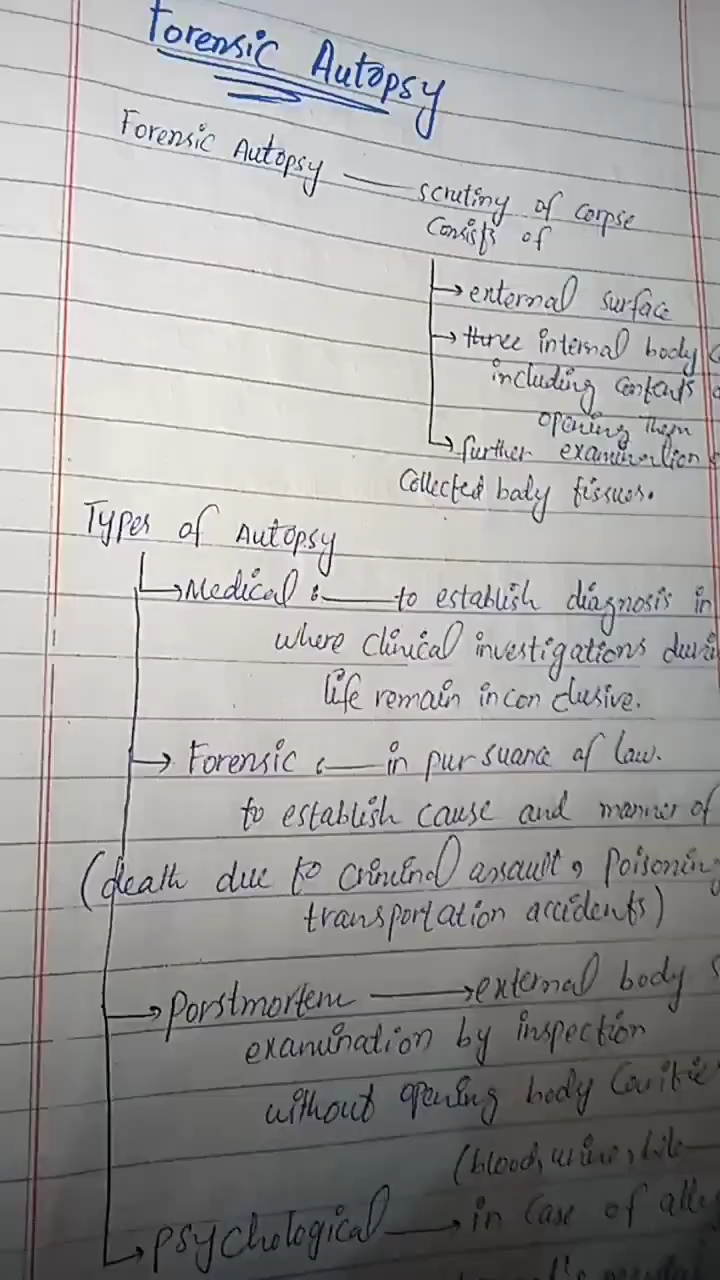 Forensic Autopsy
Forensic Autopsy — scrutiny of corpse
Consists of
→ external surface
→ three internal body
including contents
opening them
→ further examination
Collected body tissues.
Types of Autopsy
→ Medical :— to establish diagnosis in
where clinical investigations
life remain inconclusive.
→ Forensic :— in pursuance of law.
to establish cause and manner of
(death due to criminal assault, Poisoning
transportation accidents)
→ Porstmortem → external body
examination by inspection
without opening body
(blood, urine,
→ psychological → in case of